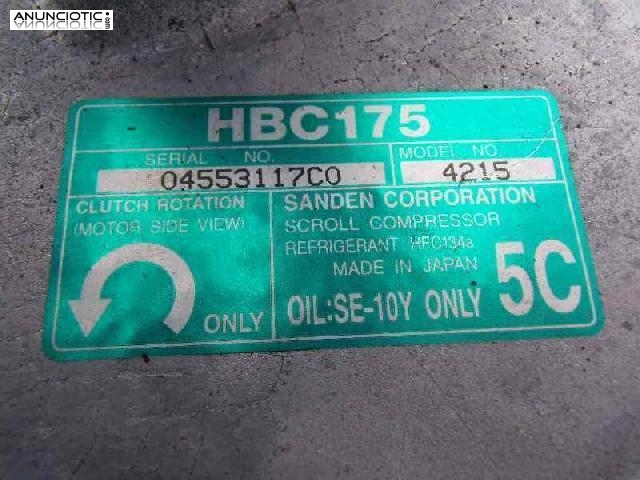 ANUNCIOTIC.com
HBC175
SERIAL NO.
04553117C0
MODEL NO.
4215
CLUTCH ROTATION
(MOTOR SIDE VIEW)
ONLY
SANDEN CORPORATION
SCROLL COMPRESSOR
REFRIGERANT HFC134a
MADE IN JAPAN
OIL:SE-10Y ONLY
5C